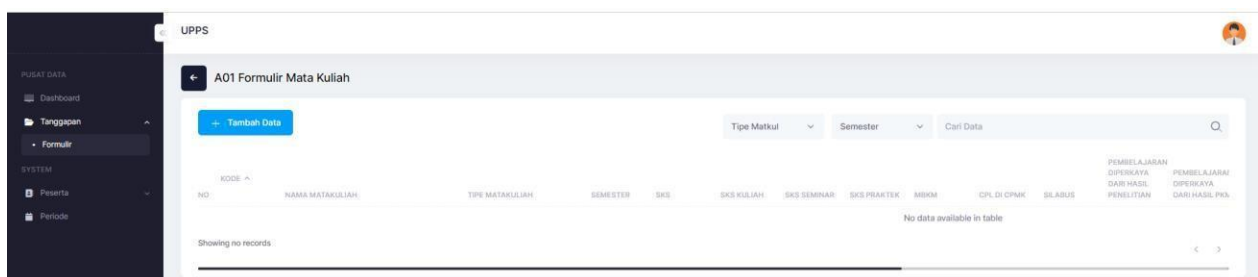 UPPS
PUSAT DATA
Dashboard
Tanggapan
Formulir
SYSTEM
Peserta
Periode
A01 Formulir Mata Kuliah
Tambah Data
Tipe Matkul
Semester
Cari Data
NO
KODE
NAMA MATAKULIAH
TIPE MATAKULIAH
SEMESTER
SKS
SKS KULIAH
SKS SEMINAR
SKS PRAKTEK
MBKM
CPL DI CPMK
SILABUS
PEMBELAJARAN
DIPERKAYA
DARI HASIL
PENELITIAN
PEMBELAJARA
DIPERKAYA
DARI HASIL PK
No data available in table
Showing no records